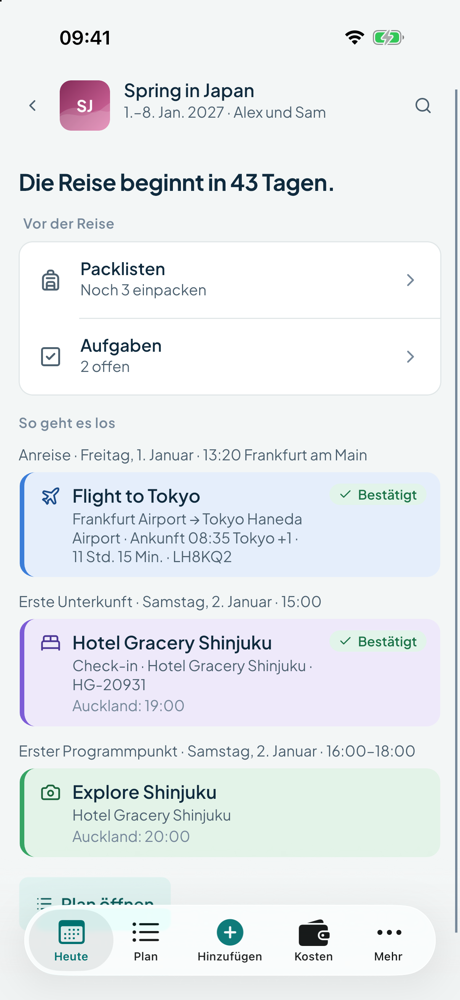 09:41
SJ
Spring in Japan
1.–8. Jan. 2027 · Alex und Sam
Die Reise beginnt in 43 Tagen.
Vor der Reise
Packlisten
Noch 3 einpacken
Aufgaben
2 offen
So geht es los
Anreise · Freitag, 1. Januar · 13:20 Frankfurt am Main
Flight to Tokyo
Bestätigt
Frankfurt Airport → Tokyo Haneda
Airport · Ankunft 08:35 Tokyo +1 ·
11 Std. 15 Min. · LH8KQ2
Erste Unterkunft · Samstag, 2. Januar · 15:00
Hotel Gracery Shinjuku
Bestätigt
Check-in · Hotel Gracery Shinjuku ·
HG-20931
Auckland: 19:00
Erster Programmpunkt · Samstag, 2. Januar · 16:00–18:00
Explore Shinjuku
Hotel Gracery Shinjuku
Auckland: 20:00
Plan öffnen
Heute
Plan
Hinzufügen
Kosten
Mehr